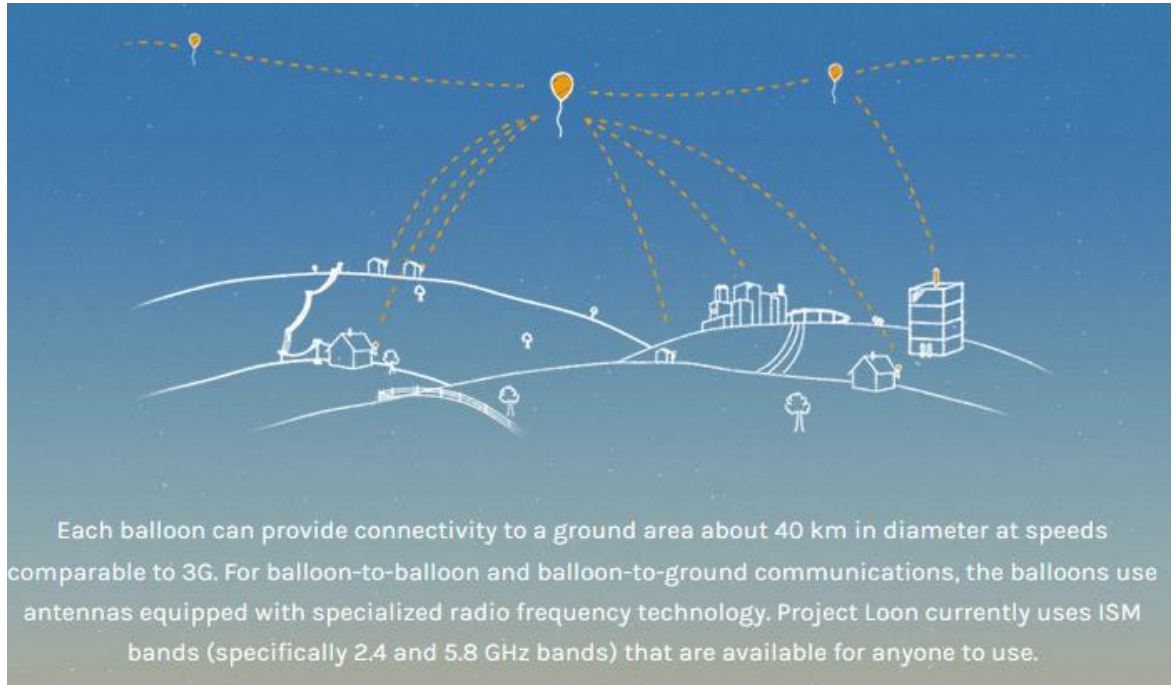 Each balloon can provide connectivity to a ground area about 40 km in diameter at speeds
comparable to 3G. For balloon-to-balloon and balloon-to-ground communications, the balloons use
antennas equipped with specialized radio frequency technology. Project Loon currently uses ISM
bands (specifically 2.4 and 5.8 GHz bands) that are available for anyone to use.